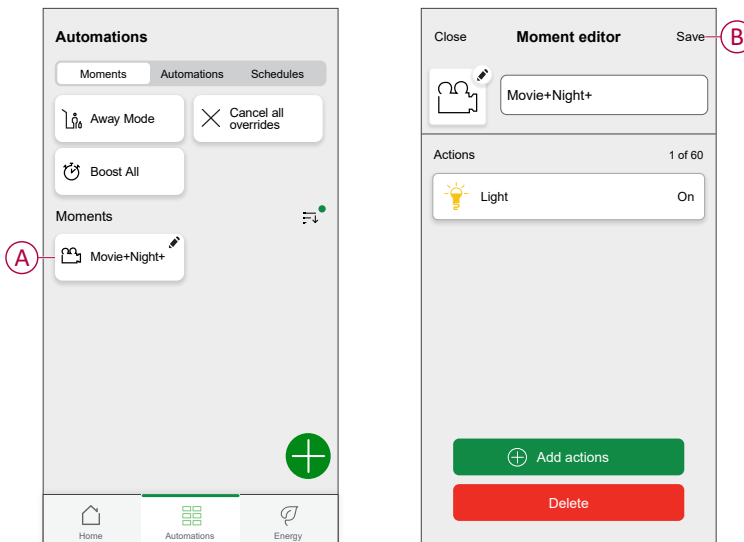 Automations
Moments Automations Schedules
Away Mode
Cancel all
overrides
Boost All
Moments
A
Movie+Night+
Home Automations Energy
Close Moment editor Save
B
Movie+Night+
Actions 1 of 60
Light On
Add actions
Delete